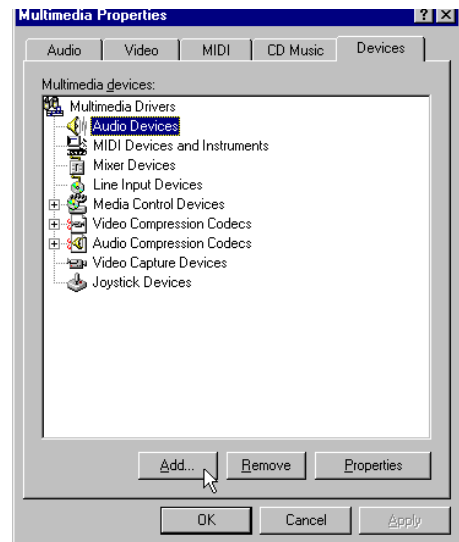 Multimedia Properties
Audio Video MIDI CD Music Devices
Multimedia devices:
Multimedia Drivers
Audio Devices
MIDI Devices and Instruments
Mixer Devices
Line Input Devices
Media Control Devices
Video Compression Codecs
Audio Compression Codecs
Video Capture Devices
Joystick Devices
Add... Remove Properties
OK Cancel Apply